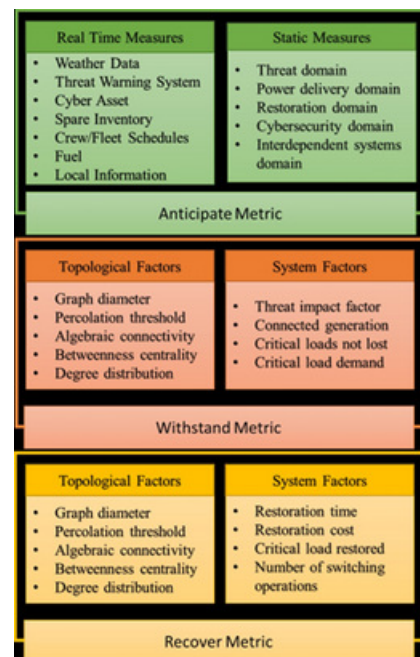 Real Time Measures
• Weather Data
• Threat Warning System
• Cyber Asset
• Spare Inventory
• Crew/Fleet Schedules
• Fuel
• Local Information
Static Measures
• Threat domain
• Power delivery domain
• Restoration domain
• Cybersecurity domain
• Interdependent systems
domain
Anticipate Metric
Topological Factors
• Graph diameter
• Percolation threshold
• Algebraic connectivity
• Betweenness centrality
• Degree distribution
System Factors
• Threat impact factor
• Connected generation
• Critical loads not lost
• Critical load demand
Withstand Metric
Topological Factors
• Graph diameter
• Percolation threshold
• Algebraic connectivity
• Betweenness centrality
• Degree distribution
System Factors
• Restoration time
• Restoration cost
• Critical load restored
• Number of switching
operations
Recover Metric